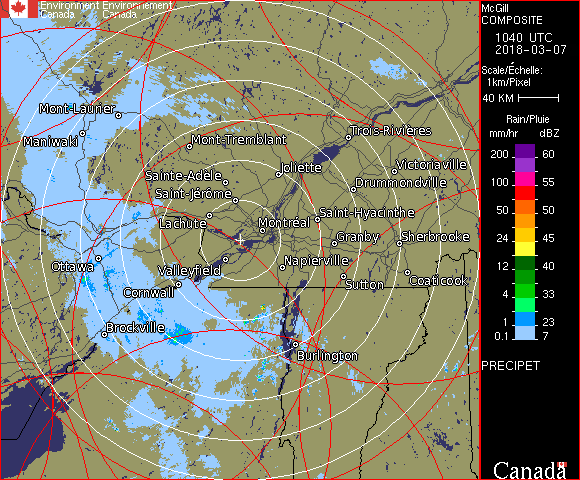 Environment Environnement
Canada Canada
McGill
COMPOSITE
1040 UTC
2018-03-07
Scale/Échelle:
1km/Pixel
40 KM
Rain/Pluie
mm/hr dBZ
200 60
100 55
50 50
24 45
12 40
4 33
1 23
0.1 7
PRECIPET
Canada
Mont-Laurier
Maniwaki
Mont-Tremblant
Trois-Rivières
Sainte-Adèle
Joliette
Victoriaville
Saint-Jérôme
Drummondville
Lachute
Montréal
Saint-Hyacinthe
Granby
Sherbrooke
Ottawa
Valleyfield
Napierville
Cornwall
Sutton
Coaticook
Brockville
Burlington